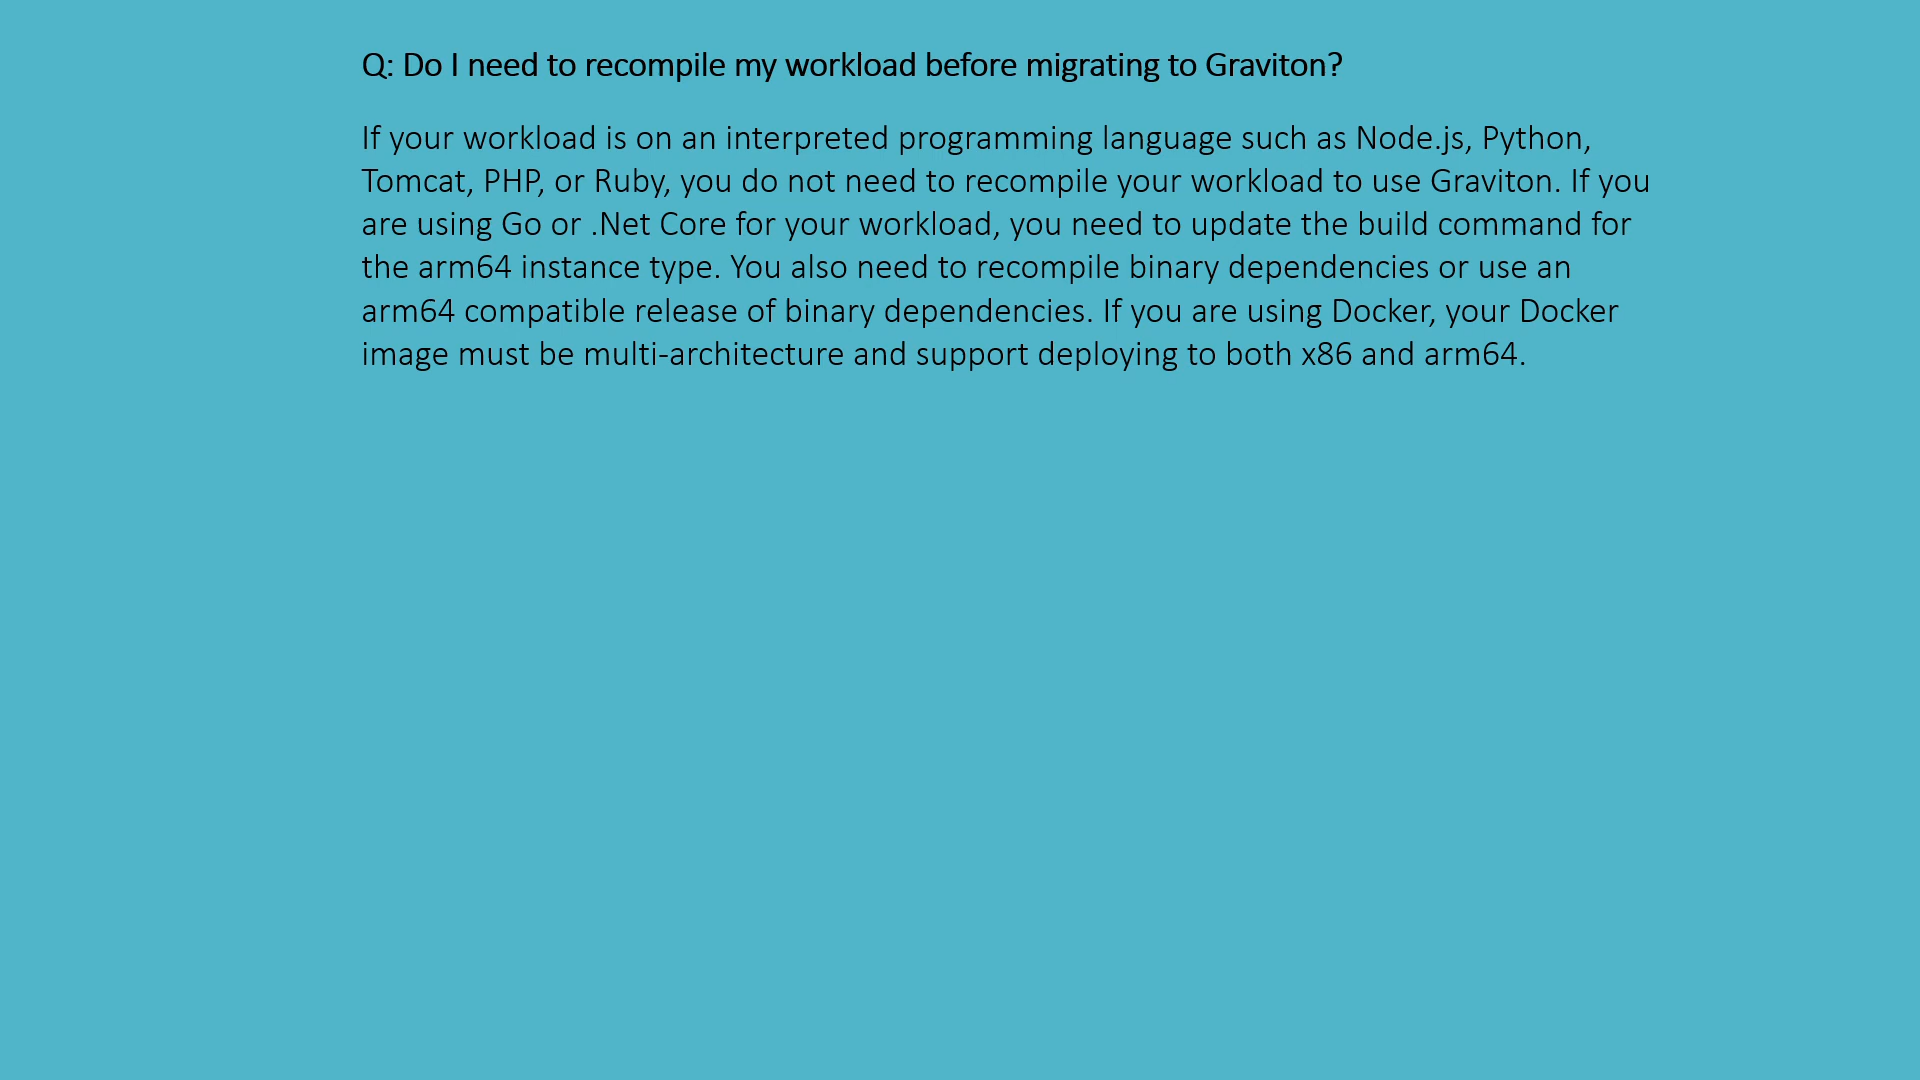 Q: Do I need to recompile my workload before migrating to Graviton?
If your workload is on an interpreted programming language such as Node.js, Python,
Tomcat, PHP, or Ruby, you do not need to recompile your workload to use Graviton. If you
are using Go or .Net Core for your workload, you need to update the build command for
the arm64 instance type. You also need to recompile binary dependencies or use an
arm64 compatible release of binary dependencies. If you are using Docker, your Docker
image must be multi-architecture and support deploying to both x86 and arm64.